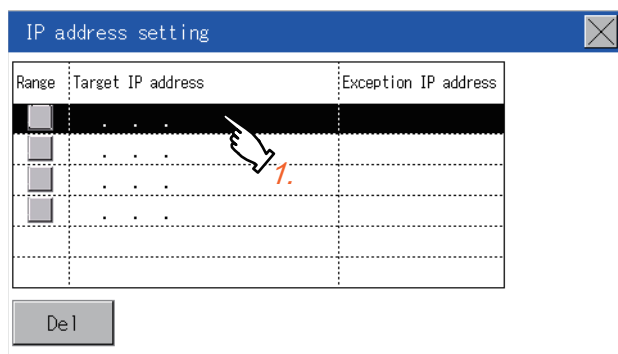 IP address setting
Range Target IP address Exception IP address
. . .
. . .
1.
. . .
. . .
Del